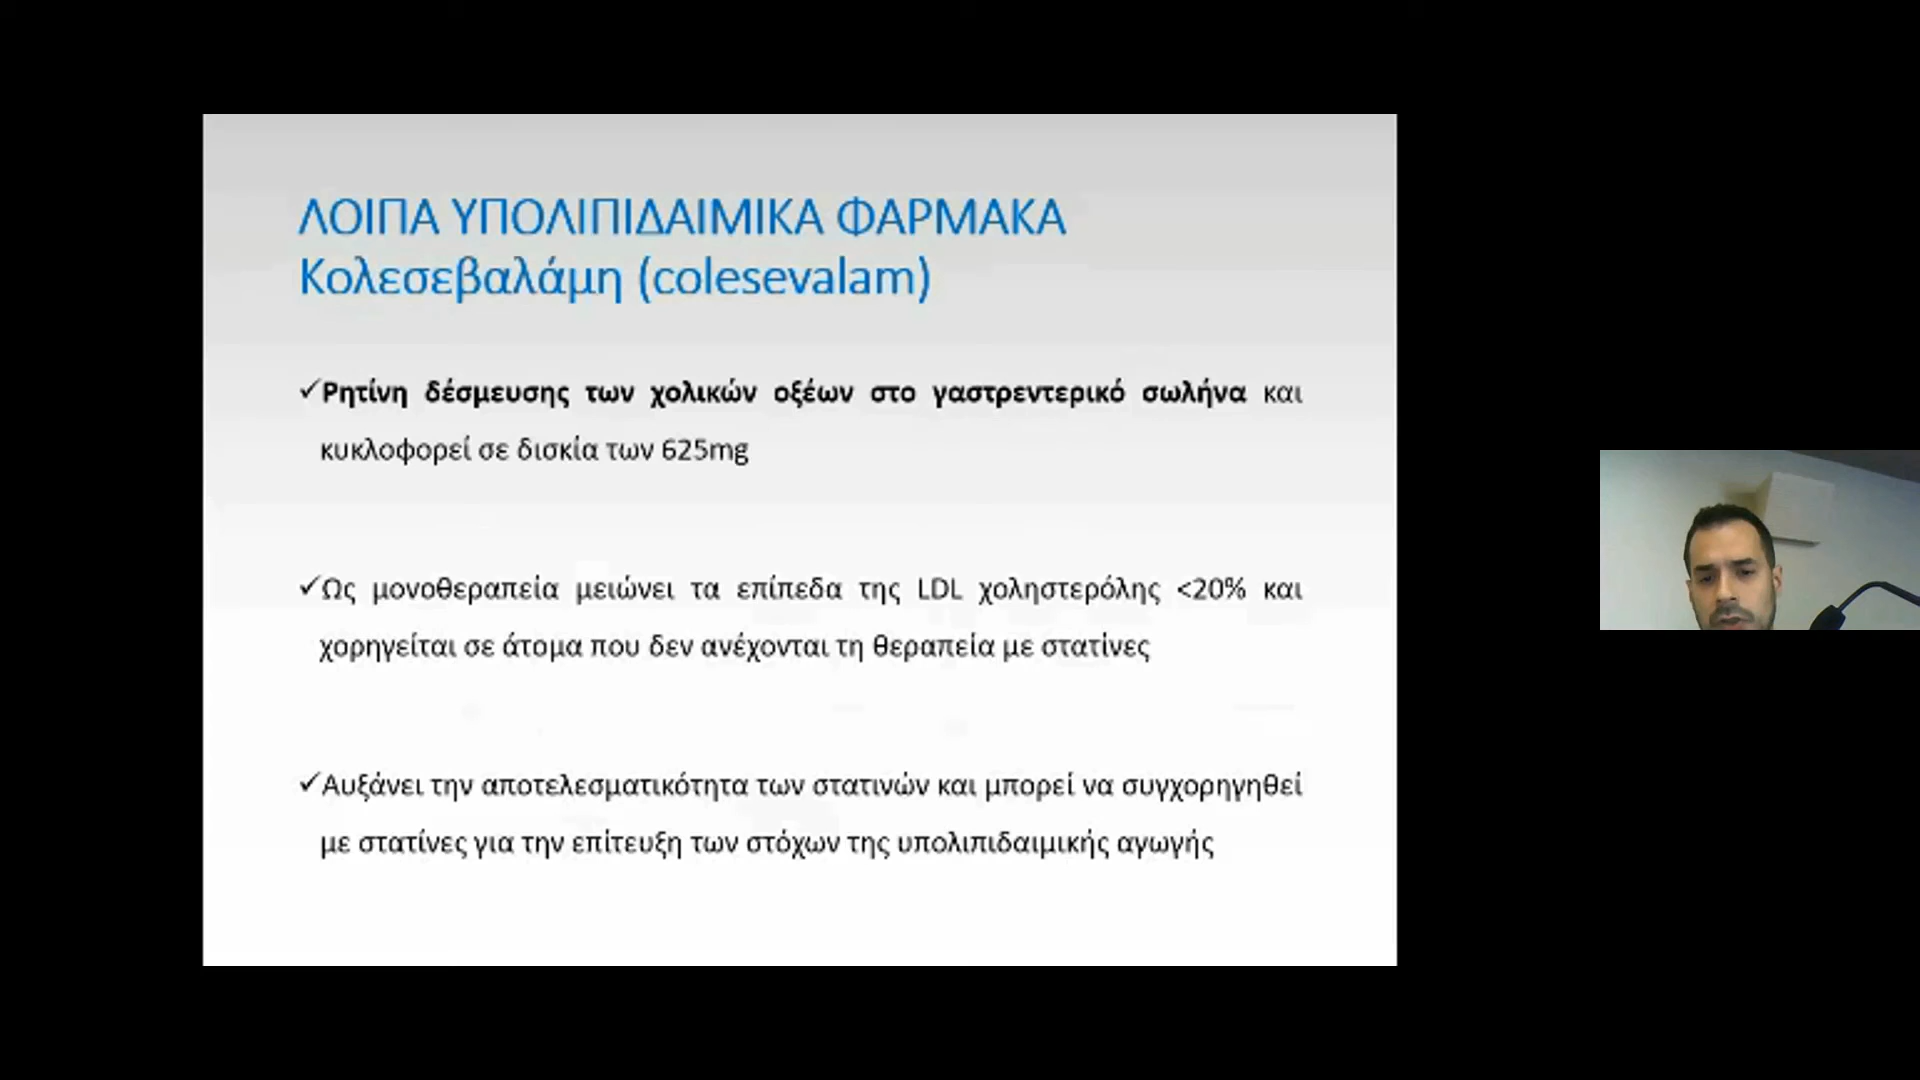 ΛΟΙΠΑ ΥΠΟΛΙΠΙΔΑΙΜΙΚΑ ΦΑΡΜΑΚΑ
Κολεσεβαλάμη (colesevalam)
✓Ρητίνη δέσμευσης των χολικών οξέων στο γαστρεντερικό σωλήνα και
κυκλοφορεί σε δισκία των 625mg
✓Ως μονοθεραπεία μειώνει τα επίπεδα της LDL χοληστερόλης <20% και
χορηγείται σε άτομα που δεν ανέχονται τη θεραπεία με στατίνες
✓Αυξάνει την αποτελεσματικότητα των στατινών και μπορεί να συγχορηγηθεί
με στατίνες για την επίτευξη των στόχων της υπολιπιδαιμικής αγωγής